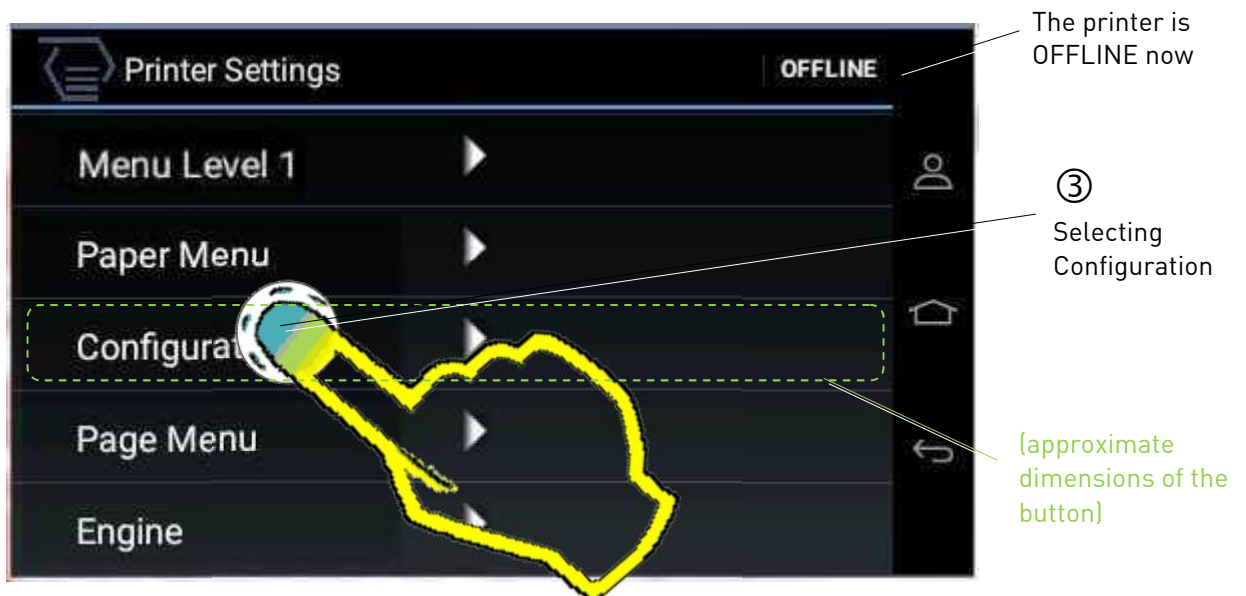 The printer is
OFFLINE now
Printer Settings
OFFLINE
Menu Level 1
③
Selecting
Configuration
Paper Menu
Configurat
Page Menu
(approximate
dimensions of the
button)
Engine